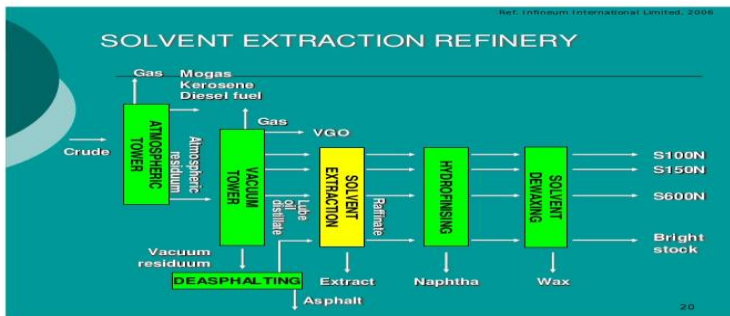 Ref. Infineum International Limited, 2006
SOLVENT EXTRACTION REFINERY
Gas
Mogas
Kerosene
Diesel fuel
Crude
ATMOSPHERIC
TOWER
Atmospheric
residuum
Gas
VGO
VACUUM
TOWER
Lube
oil
distillate
SOLVENT
EXTRACTION
Raffinate
HYDROFINISING
SOLVENT
DEWAXING
S100N
S150N
S600N
Bright
stock
Vacuum
residuum
DEASPHALTING
Extract
Naphtha
Wax
Asphalt
20